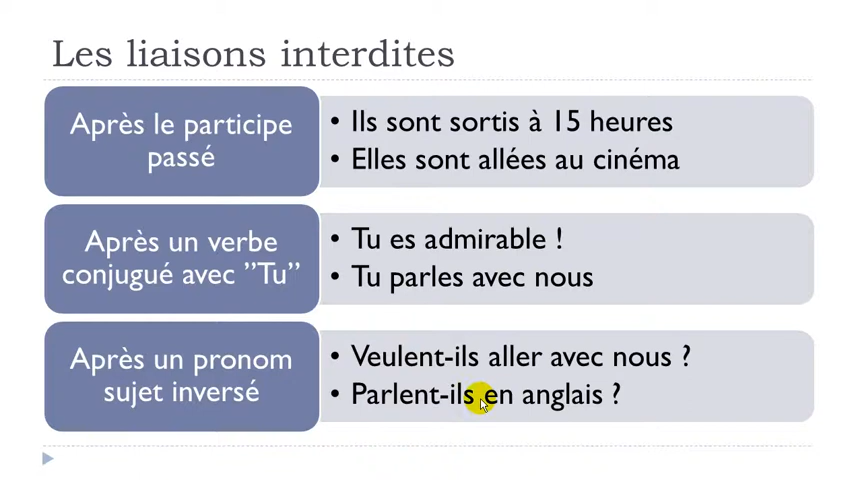 Les liaisons interdites
Après le participe
passé
• Ils sont sortis à 15 heures
• Elles sont allées au cinéma
Après un verbe
conjugué avec ”Tu”
• Tu es admirable !
• Tu parles avec nous
Après un pronom
sujet inversé
• Veulent-ils aller avec nous ?
• Parlent-ils en anglais ?